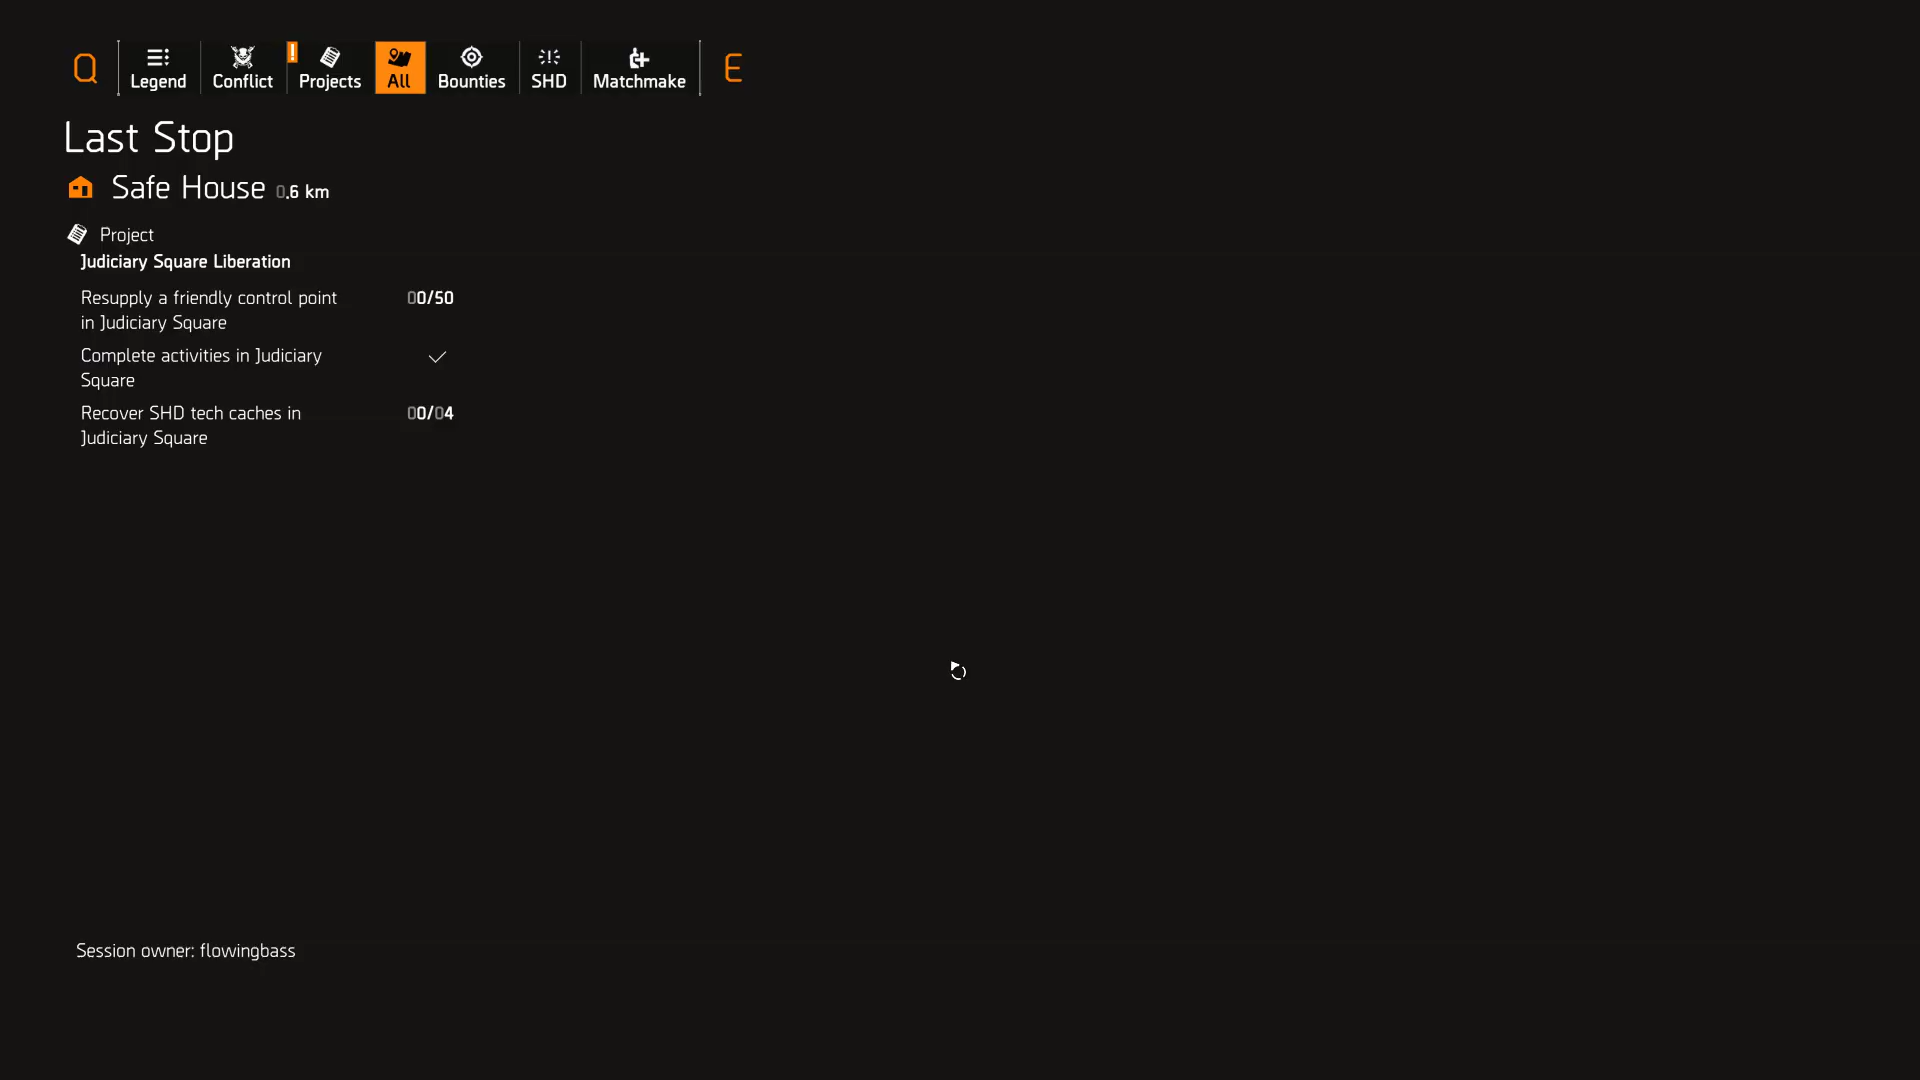 Q
Legend
Conflict
!
Projects
All
Bounties
SHD
Matchmake
E
Last Stop
Safe House 0.6 km
Project
Judiciary Square Liberation
Resupply a friendly control point 00/50
in Judiciary Square
Complete activities in Judiciary
Square
Recover SHD tech caches in 00/04
Judiciary Square
Session owner: flowingbass